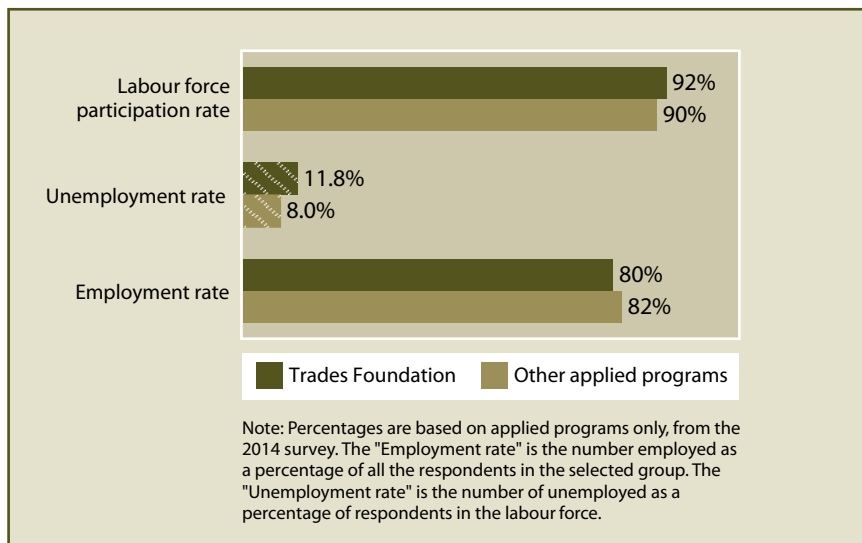 Labour force
participation rate
92%
90%
Unemployment rate
11.8%
8.0%
Employment rate
80%
82%
Trades Foundation
Other applied programs
Note: Percentages are based on applied programs only, from the
2014 survey. The "Employment rate" is the number employed as
a percentage of all the respondents in the selected group. The
"Unemployment rate" is the number of unemployed as a
percentage of respondents in the labour force.